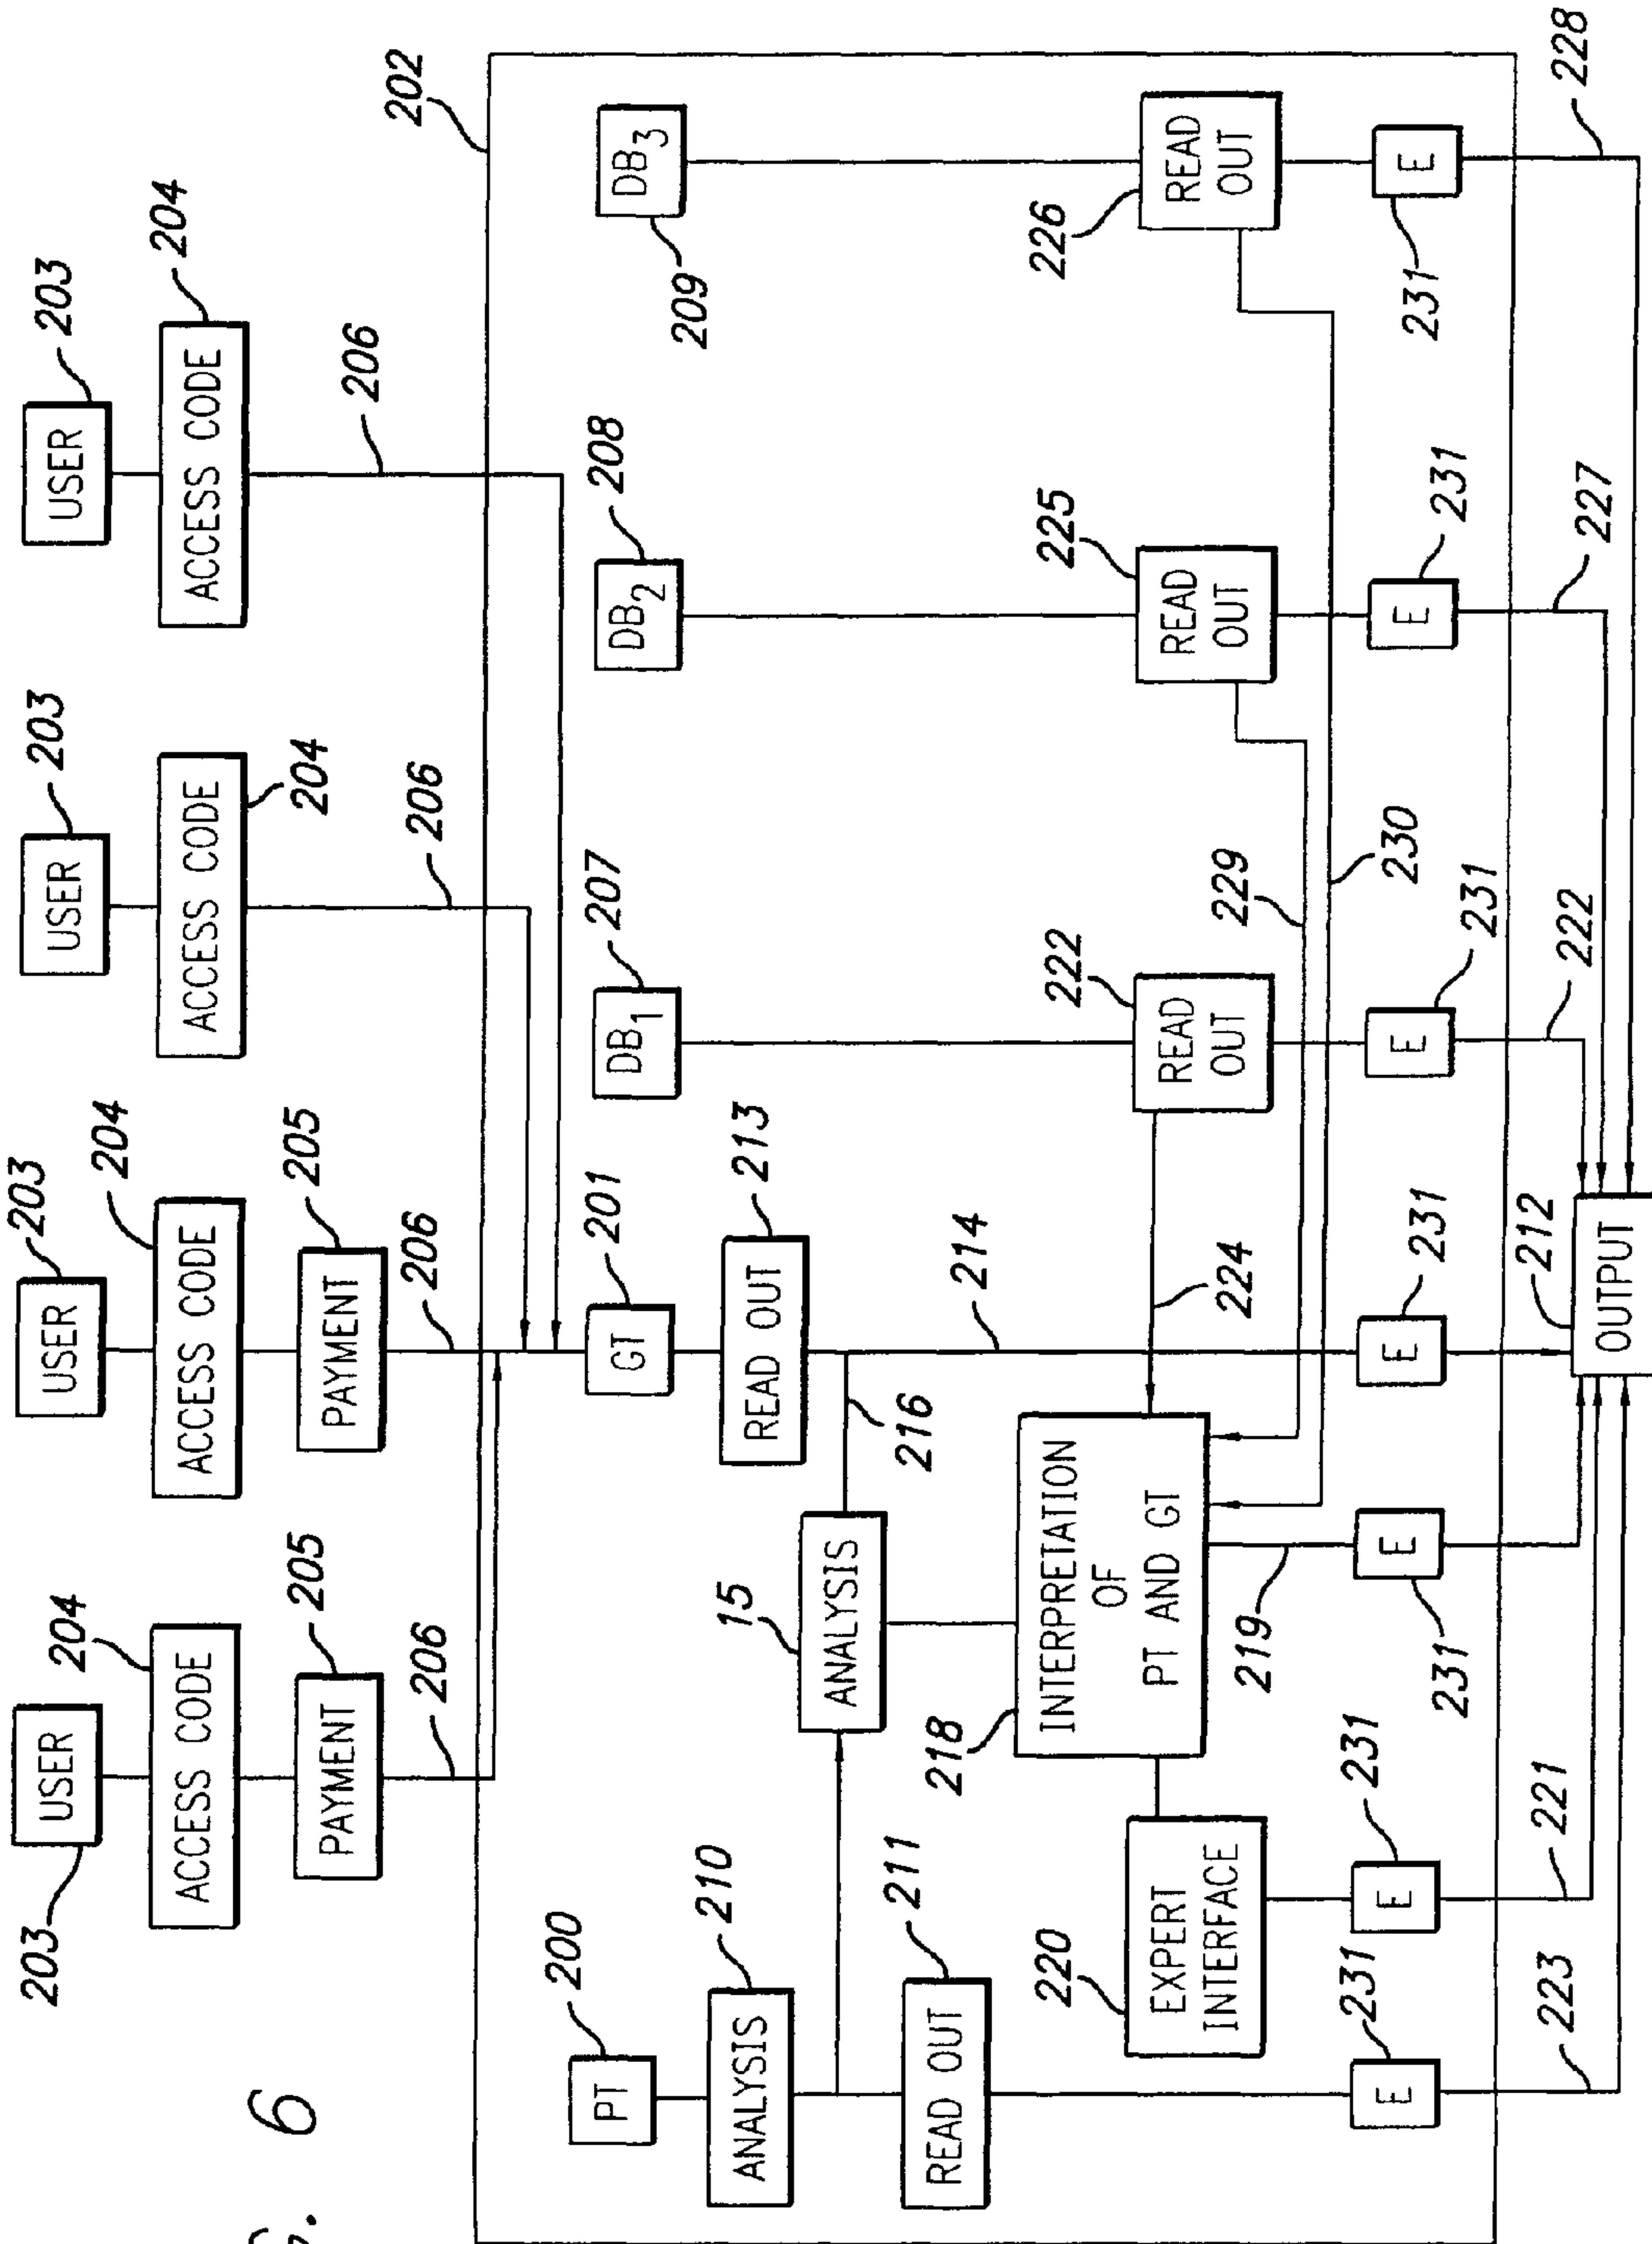 203
203
203
USER
USER
USER
USER
203
204
204
204
ACCESS CODE
ACCESS CODE
ACCESS CODE
ACCESS CODE
204
205
205
PAYMENT
PAYMENT
206
206
206
206
202
6
200
201
207
208
PT
GT
DB1
DB2
DB3
209
210
213
ANALYSIS
READ OUT
15
ANALYSIS
216
211
READ OUT
214
218
INTERPRETATION
OF
PT AND GT
224
222
225
226
220
EXPERT
INTERFACE
READ
OUT
READ
OUT
READ
OUT
229
219
230
231
231
231
231
231
E
E
E
E
E
E
E
231
231
223
221
212
222
227
228
OUTPUT